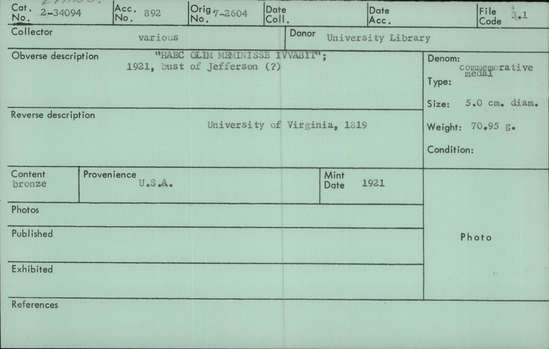 Cat. No. 2-34094 Acc. No. 892 Orig. No. 7-2604 Date Coll. Date Acc. File Code
Collector various Donor University Library
Obverse description "HAEC OLIM MEMINISSE IVVABIT";
1921, bust of Jefferson (?)
Denom: commemorative
Type: medal
Size: 5.0 cm. diam.
Weight: 70.95 g.
Condition:
Reverse description
University of Virginia, 1819
Content bronze Provenience U.S.A. Mint Date 1921
Photos
Published
Exhibited
Photo
References